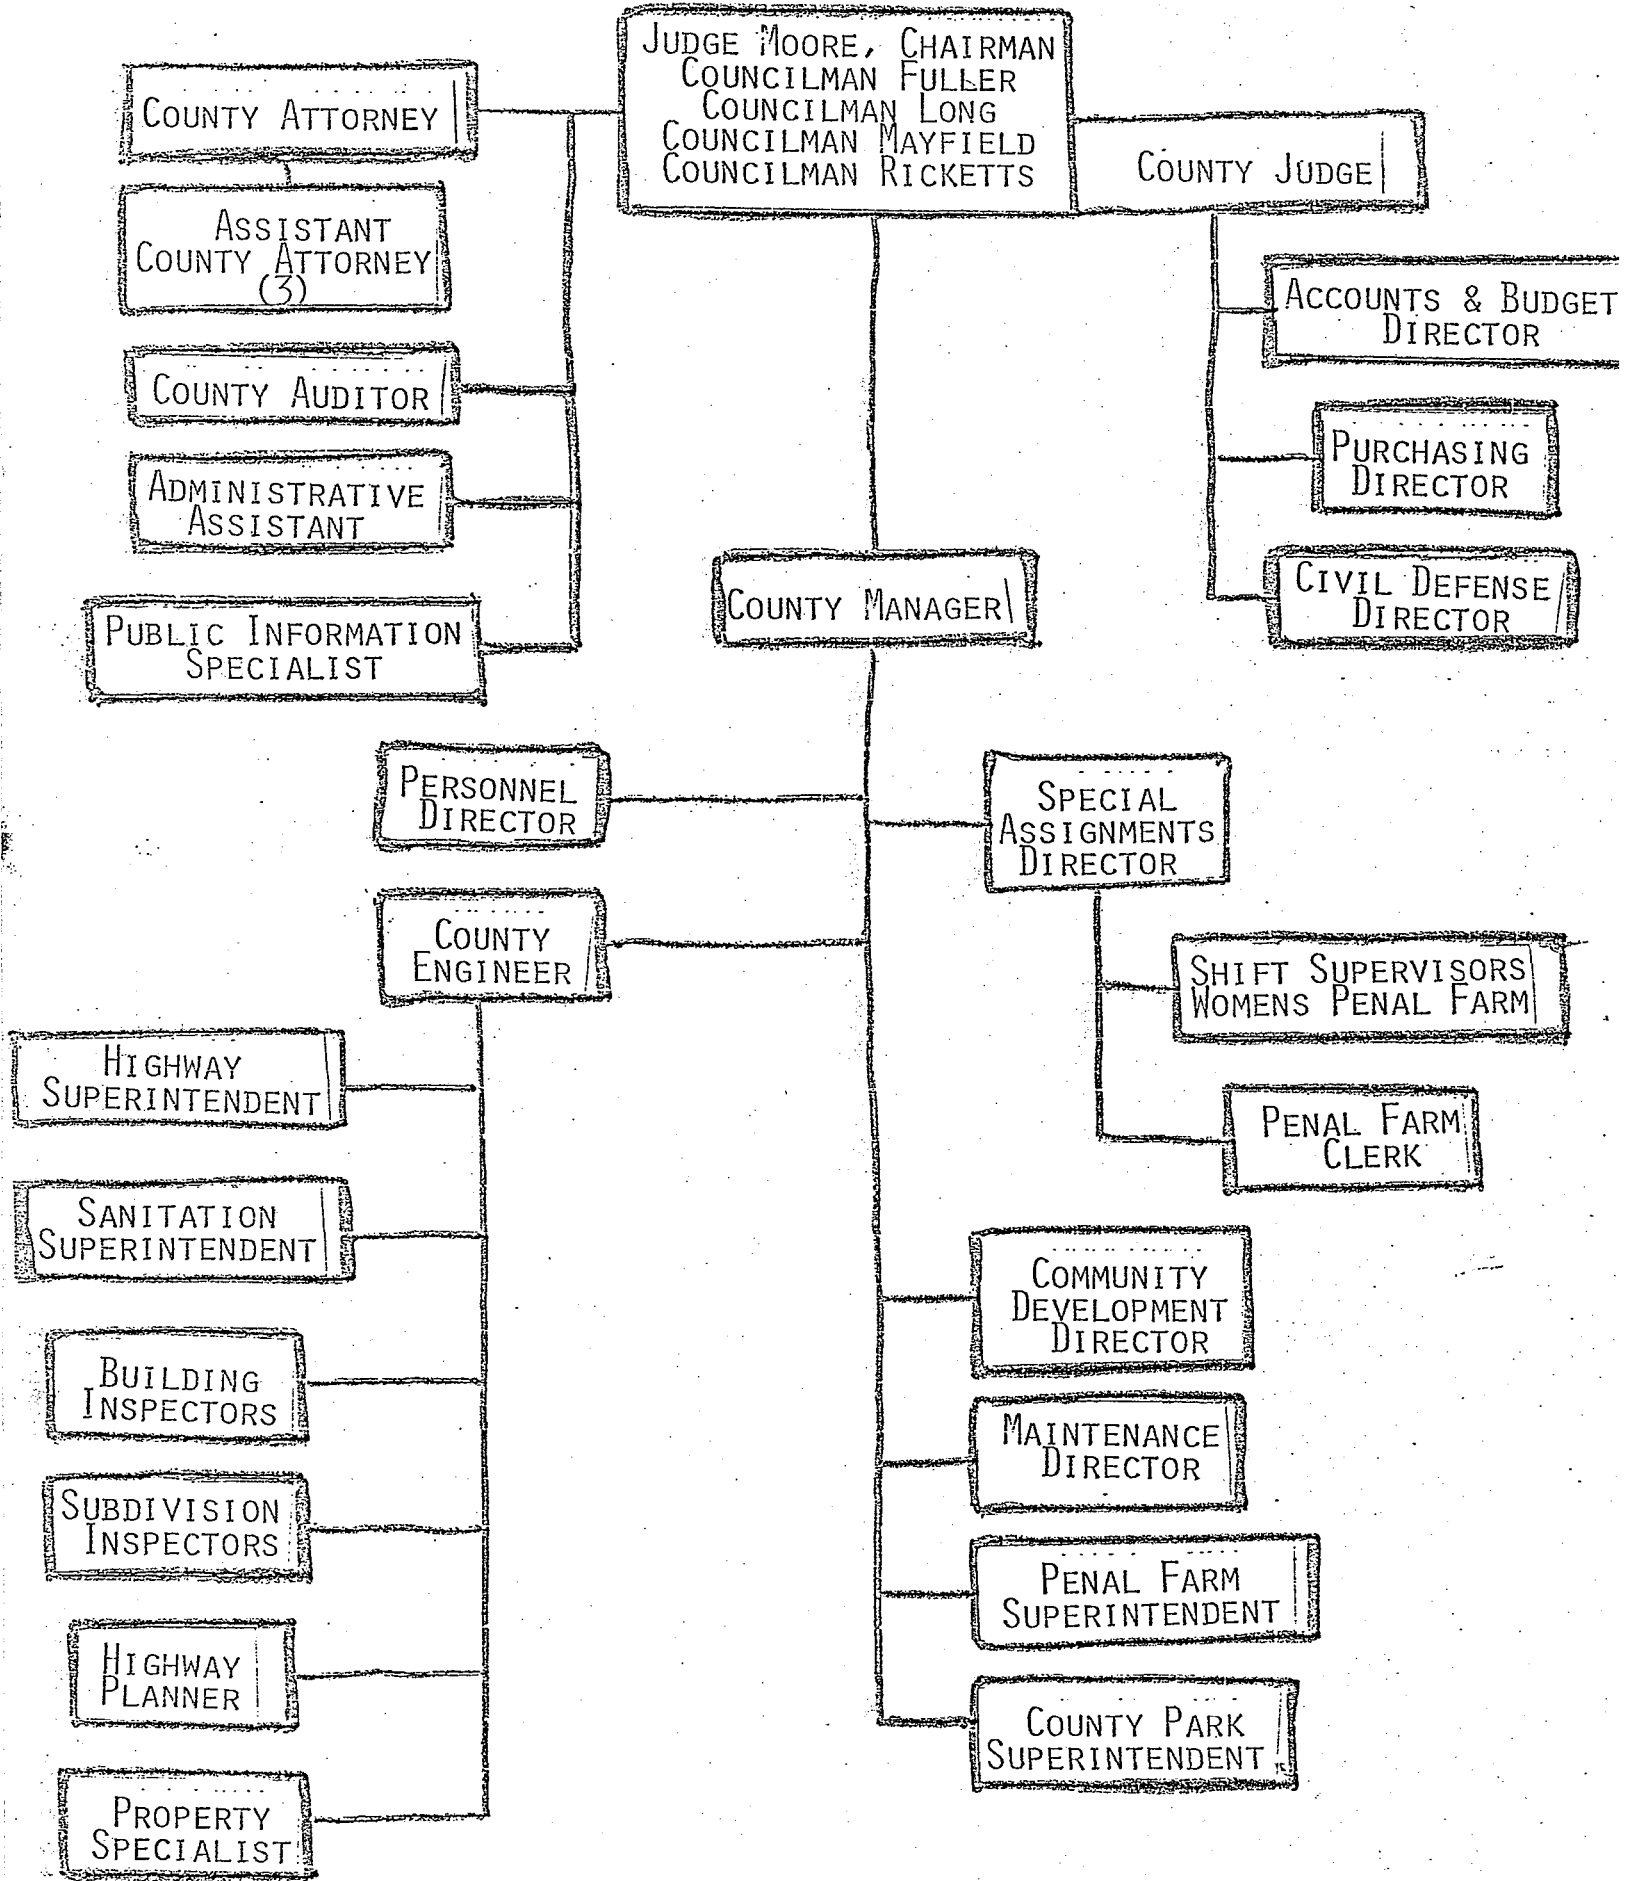 JUDGE MOORE, CHAIRMAN
COUNCILMAN FULLER
COUNCILMAN LONG
COUNCILMAN MAYFIELD
COUNCILMAN RICKETTS
COUNTY ATTORNEY
COUNTY JUDGE
ASSISTANT
COUNTY ATTORNEY
(3)
ACCOUNTS & BUDGET
DIRECTOR
COUNTY AUDITOR
PURCHASING
DIRECTOR
ADMINISTRATIVE
ASSISTANT
CIVIL DEFENSE
DIRECTOR
COUNTY MANAGER
PUBLIC INFORMATION
SPECIALIST
PERSONNEL
DIRECTOR
SPECIAL
ASSIGNMENTS
DIRECTOR
COUNTY
ENGINEER
SHIFT SUPERVISORS
WOMENS PENAL FARM
HIGHWAY
SUPERINTENDENT
PENAL FARM
CLERK
SANITATION
SUPERINTENDENT
COMMUNITY
DEVELOPMENT
DIRECTOR
BUILDING
INSPECTORS
MAINTENANCE
DIRECTOR
SUBDIVISION
INSPECTORS
PENAL FARM
SUPERINTENDENT
HIGHWAY
PLANNER
COUNTY PARK
SUPERINTENDENT
PROPERTY
SPECIALIST